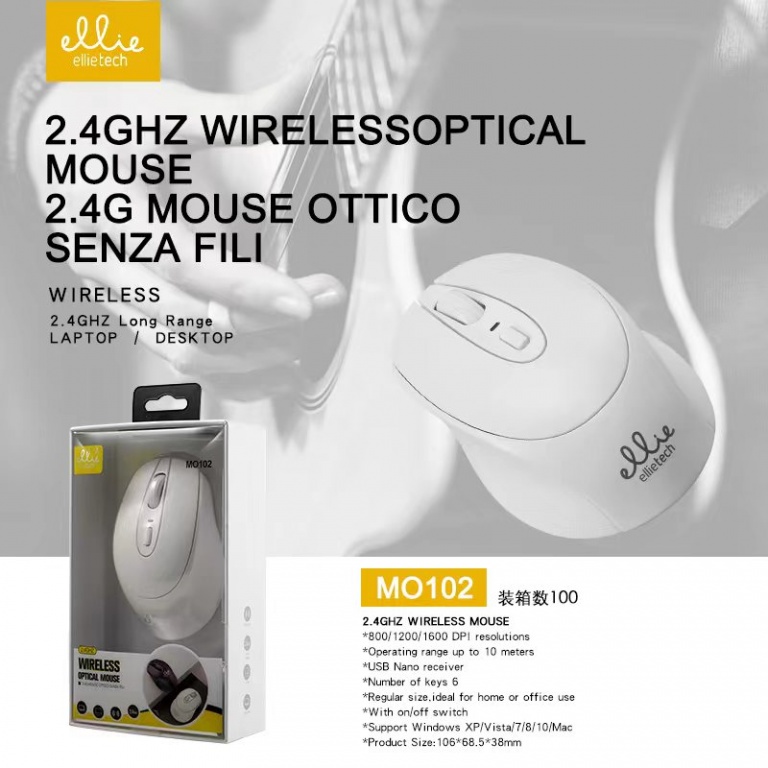 ellie
ellietech
2.4GHZ WIRELESSOPTICAL
MOUSE
2.4G MOUSE OTTICO
SENZA FILI
WIRELESS
2.4GHZ Long Range
LAPTOP / DESKTOP
ellie
ellietech
ellie
MO102
WIRELESS
OPTICAL MOUSE
MO102 装箱数100
2.4GHZ WIRELESS MOUSE
*800/1200/1600 DPI resolutions
*Operating range up to 10 meters
*USB Nano receiver
*Number of keys 6
*Regular size,ideal for home or office use
*With on/off switch
*Support Windows XP/Vista/7/8/10/Mac
*Product Size:106*68.5*38mm